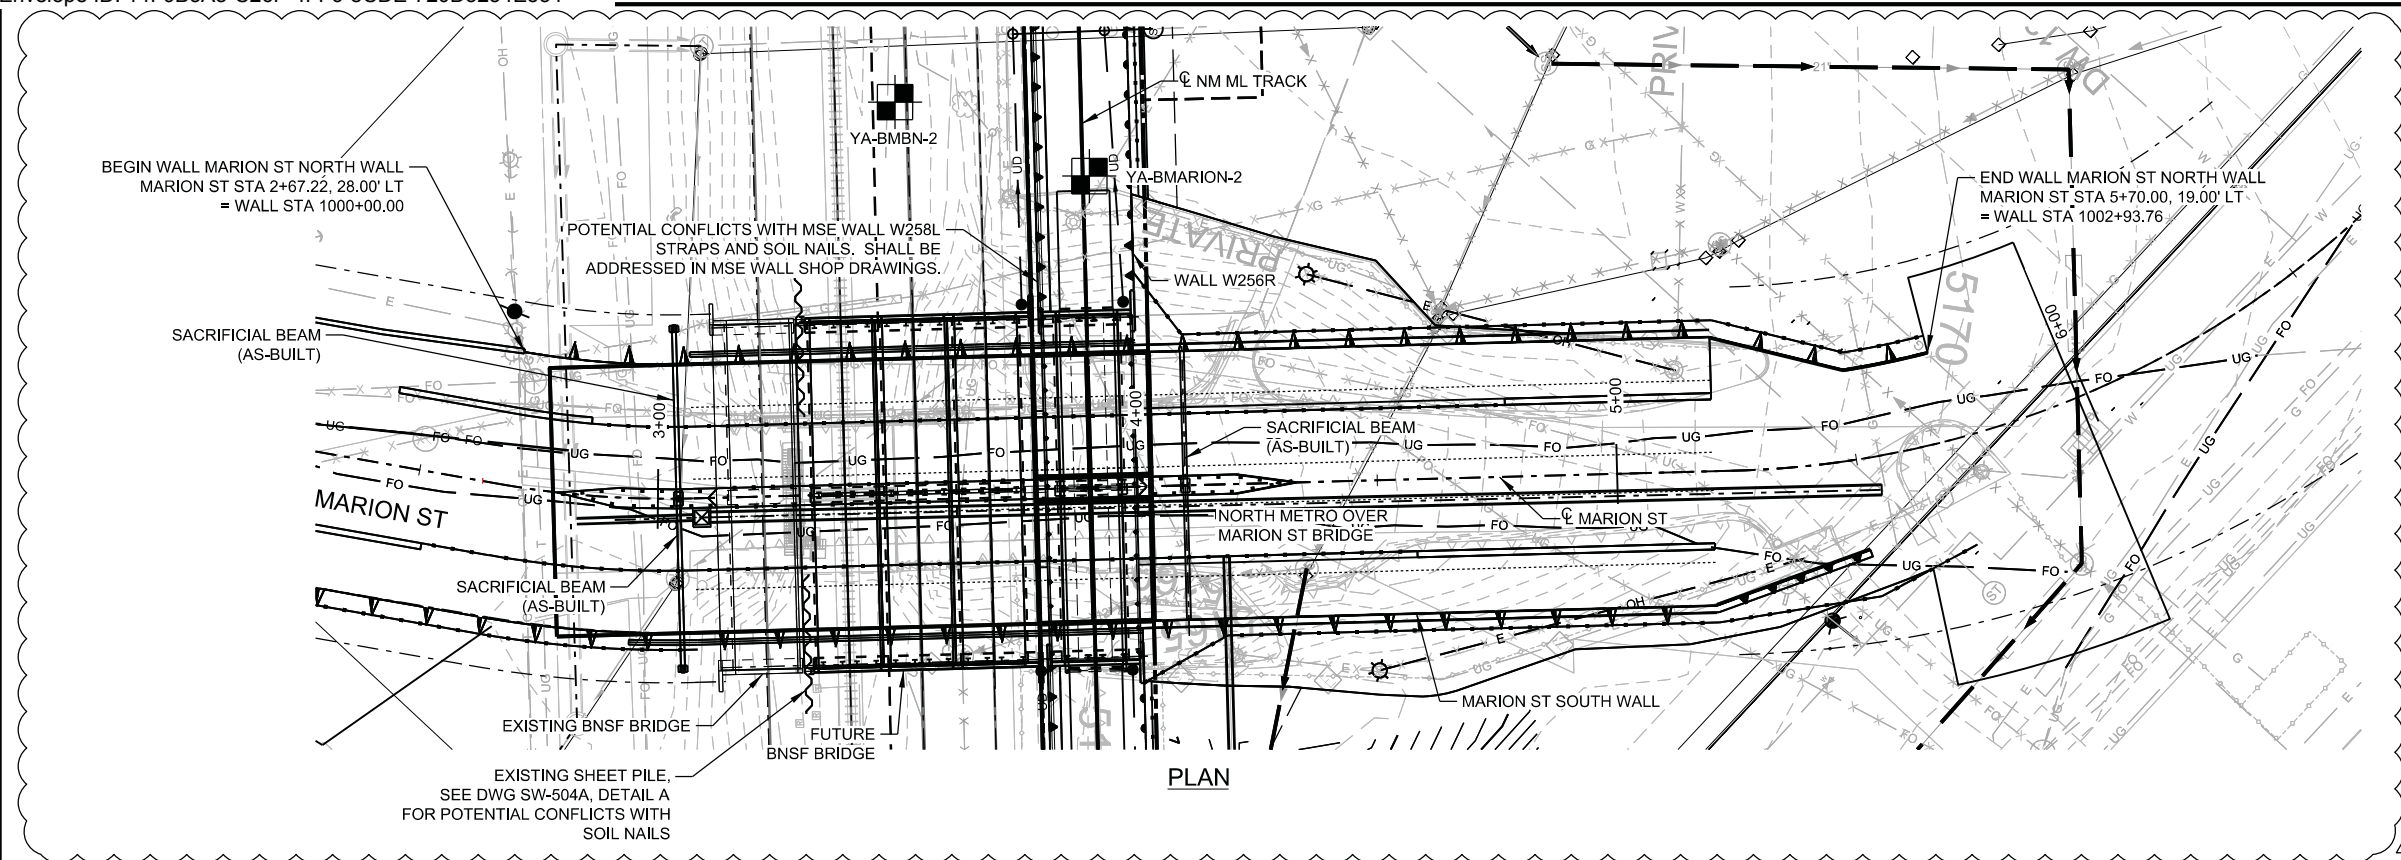 YA-BMBN-2
℄ NM ML TRACK
YA-BMARION-2
BEGIN WALL MARION ST NORTH WALL
MARION ST STA 2+67.22, 28.00' LT
= WALL STA 1000+00.00
END WALL MARION ST NORTH WALL
MARION ST STA 5+70.00, 19.00' LT
= WALL STA 1002+93.76
POTENTIAL CONFLICTS WITH MSE WALL W258L
STRAPS AND SOIL NAILS. SHALL BE
ADDRESSED IN MSE WALL SHOP DRAWINGS.
PRIVATE
WALL W256R
5170
6+00
SACRIFICIAL BEAM
(AS-BUILT)
3+00
4+00
5+00
SACRIFICIAL BEAM
(AS-BUILT)
MARION ST
NORTH METRO OVER
MARION ST BRIDGE
℄ MARION ST
SACRIFICIAL BEAM
(AS-BUILT)
MARION ST SOUTH WALL
EXISTING BNSF BRIDGE
FUTURE
BNSF BRIDGE
EXISTING SHEET PILE,
SEE DWG SW-504A, DETAIL A
FOR POTENTIAL CONFLICTS WITH
SOIL NAILS
PLAN